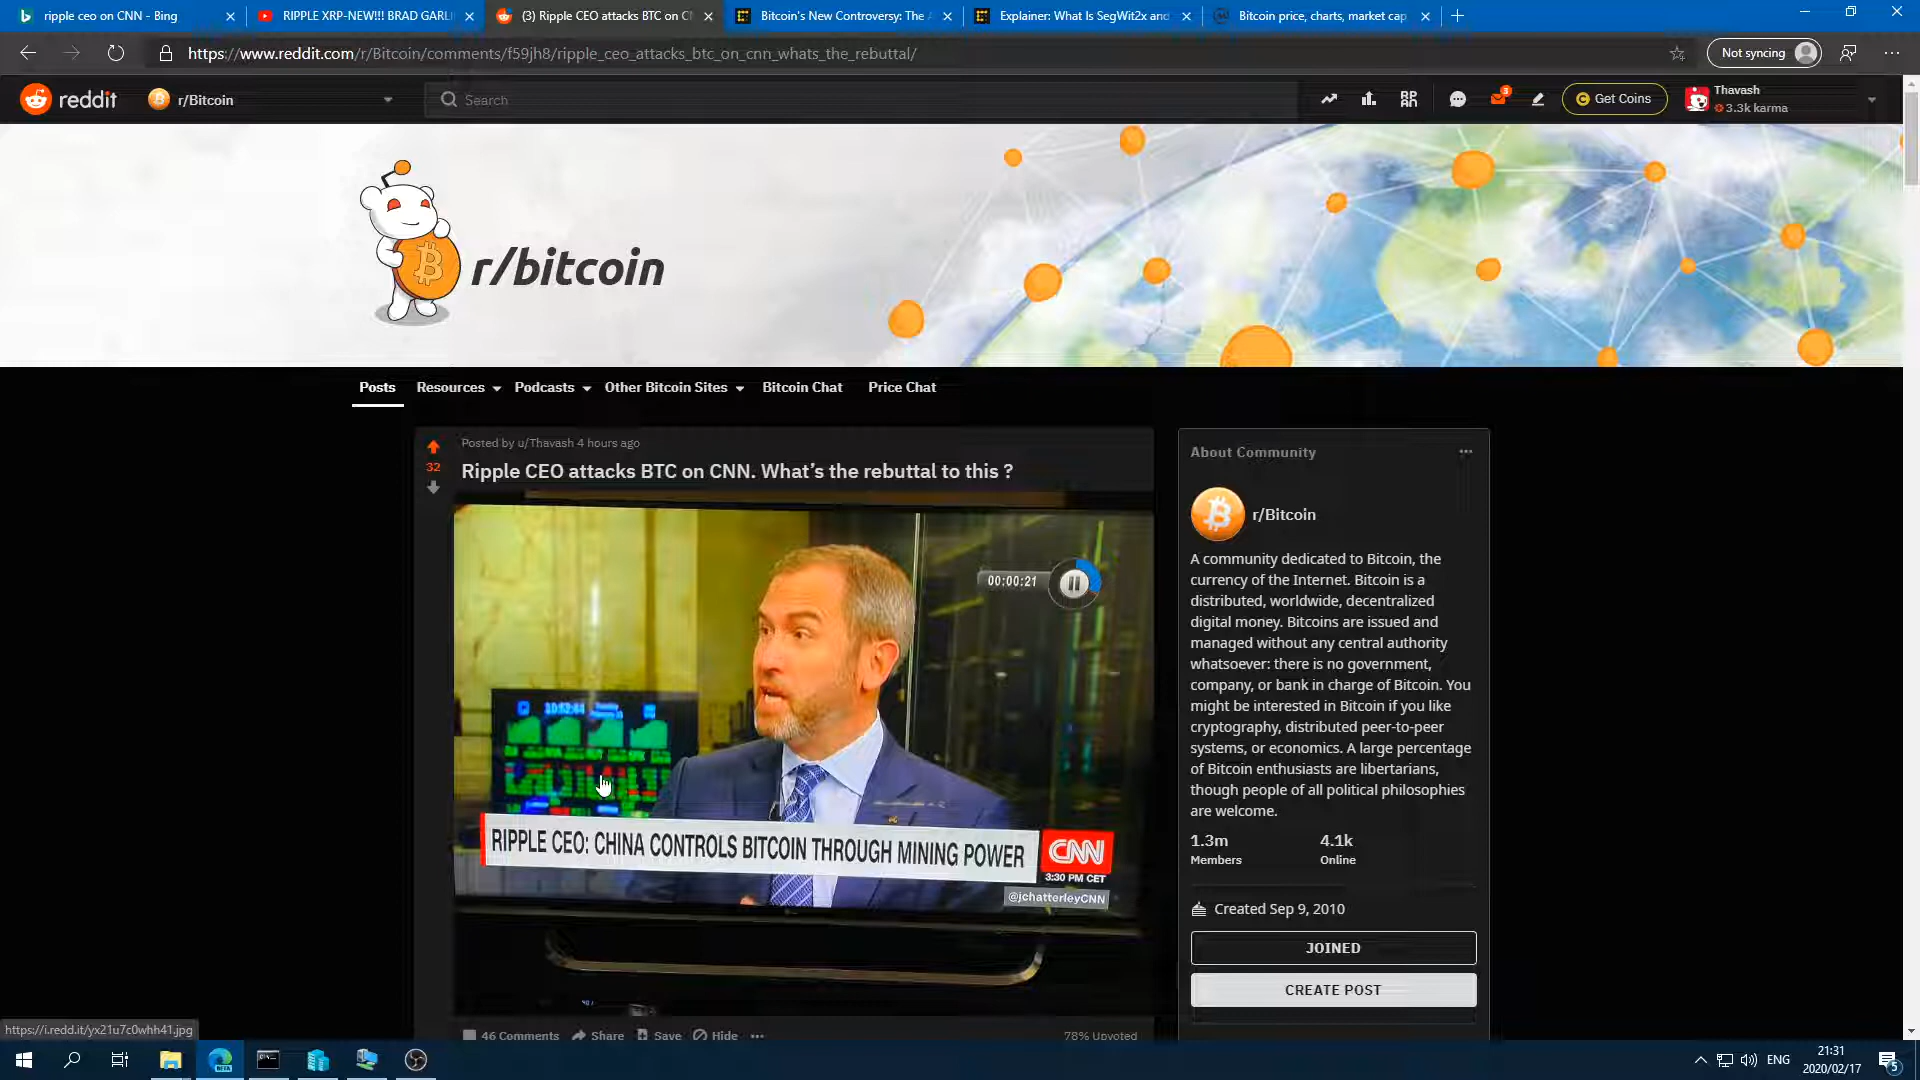 ripple ceo on CNN - Bing
RIPPLE XRP-NEW!!! BRAD GARLI
(3) Ripple CEO attacks BTC on C
Bitcoin's New Controversy: The
Explainer: What Is SegWit2x and
Bitcoin price, charts, market cap
https://www.reddit.com/r/Bitcoin/comments/f59jh8/ripple_ceo_attacks_btc_on_cnn_whats_the_rebuttal/
Not syncing
reddit
r/Bitcoin
Search
3
Get Coins
Thavash
3.3k karma
r/bitcoin
Posts
Resources
Podcasts
Other Bitcoin Sites
Bitcoin Chat
Price Chat
Posted by u/Thavash 4 hours ago
32
Ripple CEO attacks BTC on CNN. What's the rebuttal to this ?
00:00:21
RIPPLE CEO: CHINA CONTROLS BITCOIN THROUGH MINING POWER
CNN
3:30 PM CET
@jchatterleyCNN
46 Comments
Share
Save
Hide
78% Upvoted
About Community
r/Bitcoin
A community dedicated to Bitcoin, the
currency of the Internet. Bitcoin is a
distributed, worldwide, decentralized
digital money. Bitcoins are issued and
managed without any central authority
whatsoever: there is no government,
company, or bank in charge of Bitcoin. You
might be interested in Bitcoin if you like
cryptography, distributed peer-to-peer
systems, or economics. A large percentage
of Bitcoin enthusiasts are libertarians,
though people of all political philosophies
are welcome.
1.3m
Members
4.1k
Online
Created Sep 9, 2010
JOINED
CREATE POST
https://i.redd.it/yx21u7c0whh41.jpg
ENG
21:31
2020/02/17
5